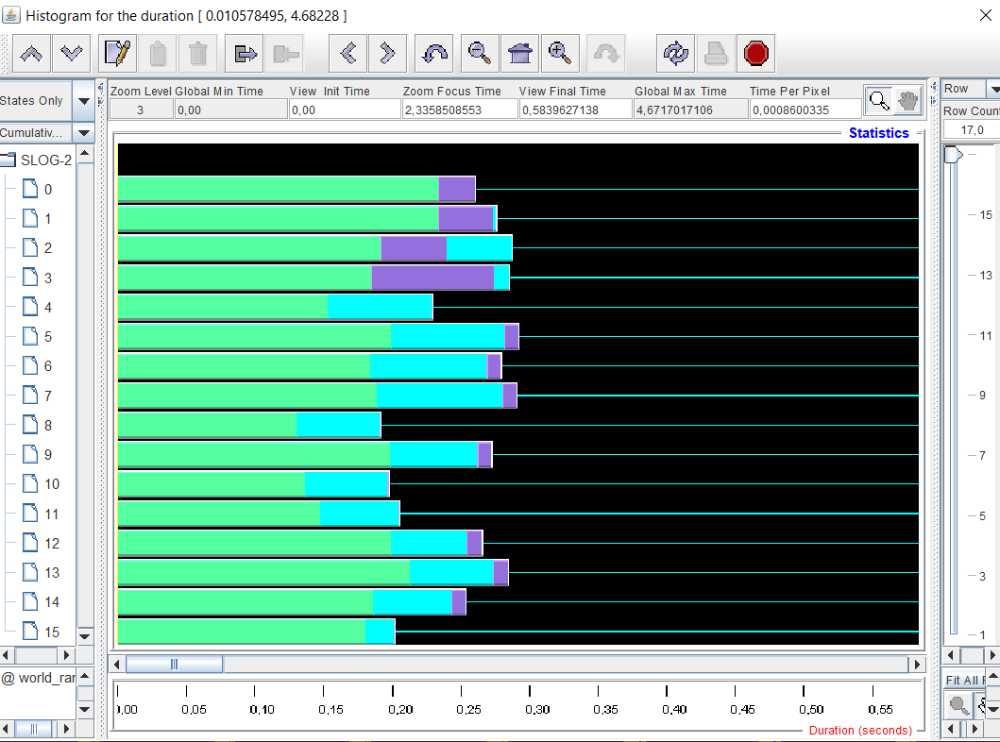 Histogram for the duration [ 0.010578495, 4.68228 ]
States Only
Cumulativ...
Zoom Level Global Min Time View Init Time Zoom Focus Time View Final Time Global Max Time Time Per Pixel
3 0,00 0,00 2,3358508553 0,5839627138 4,6717017106 0,0008600335
Row
Row Count
17,0
Statistics
SLOG-2
0
1
2
3
4
5
6
7
8
9
10
11
12
13
14
15
15
13
11
9
7
5
3
1
@ world_ran
Fit All R
0,00 0,05 0,10 0,15 0,20 0,25 0,30 0,35 0,40 0,45 0,50 0,55
Duration (seconds)